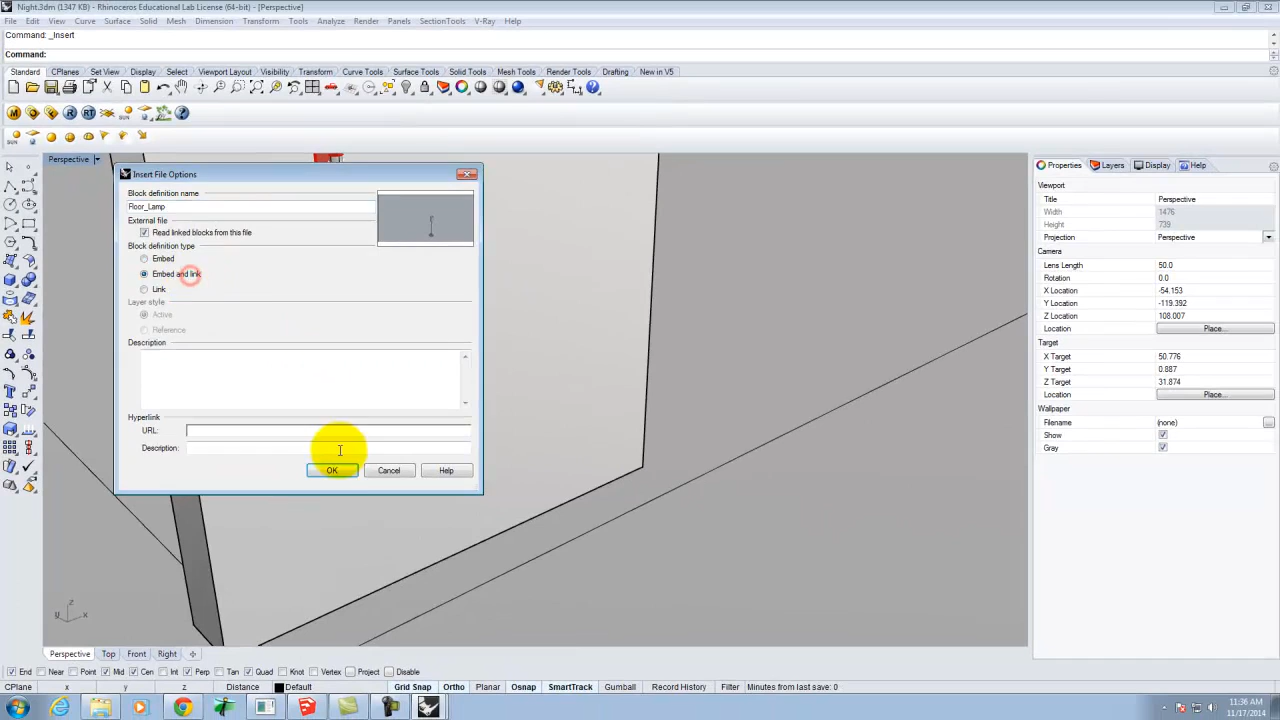 Night.3dm (1347 KB) - Rhinoceros Educational Lab License (64-bit) - [Perspective]
File Edit View Curve Surface Solid Mesh Dimension Transform Tools Analyze Render Panels SectionTools V-Ray Help
Command: _Insert
Command:
Standard CPlanes Set View Display Select Viewport Layout Visibility Transform Curve Tools Surface Tools Solid Tools Mesh Tools Render Tools Drafting New in V5
Perspective
Insert File Options
Block definition name
Floor_Lamp
External file
Read linked blocks from this file
Block definition type
Embed
Embed and link
Link
Layer style
Active
Reference
Description
Hyperlink
URL:
Description:
OK Cancel Help
Properties Layers Display Help
Viewport
Title Perspective
Width 1476
Height 739
Projection Perspective
Camera
Lens Length 50.0
Rotation 0.0
X Location -54.153
Y Location -119.392
Z Location 108.007
Location Place...
Target
X Target 50.776
Y Target 0.887
Z Target 31.874
Location Place...
Wallpaper
Filename (none)
Show
Gray
z
y x
Perspective Top Front Right
End Near Point Mid Cen Int Perp Tan Quad Knot Vertex Project Disable
CPlane x y z Distance Default Grid Snap Ortho Planar Osnap SmartTrack Gumball Record History Filter Minutes from last save: 0
11:36 AM
11/17/2014